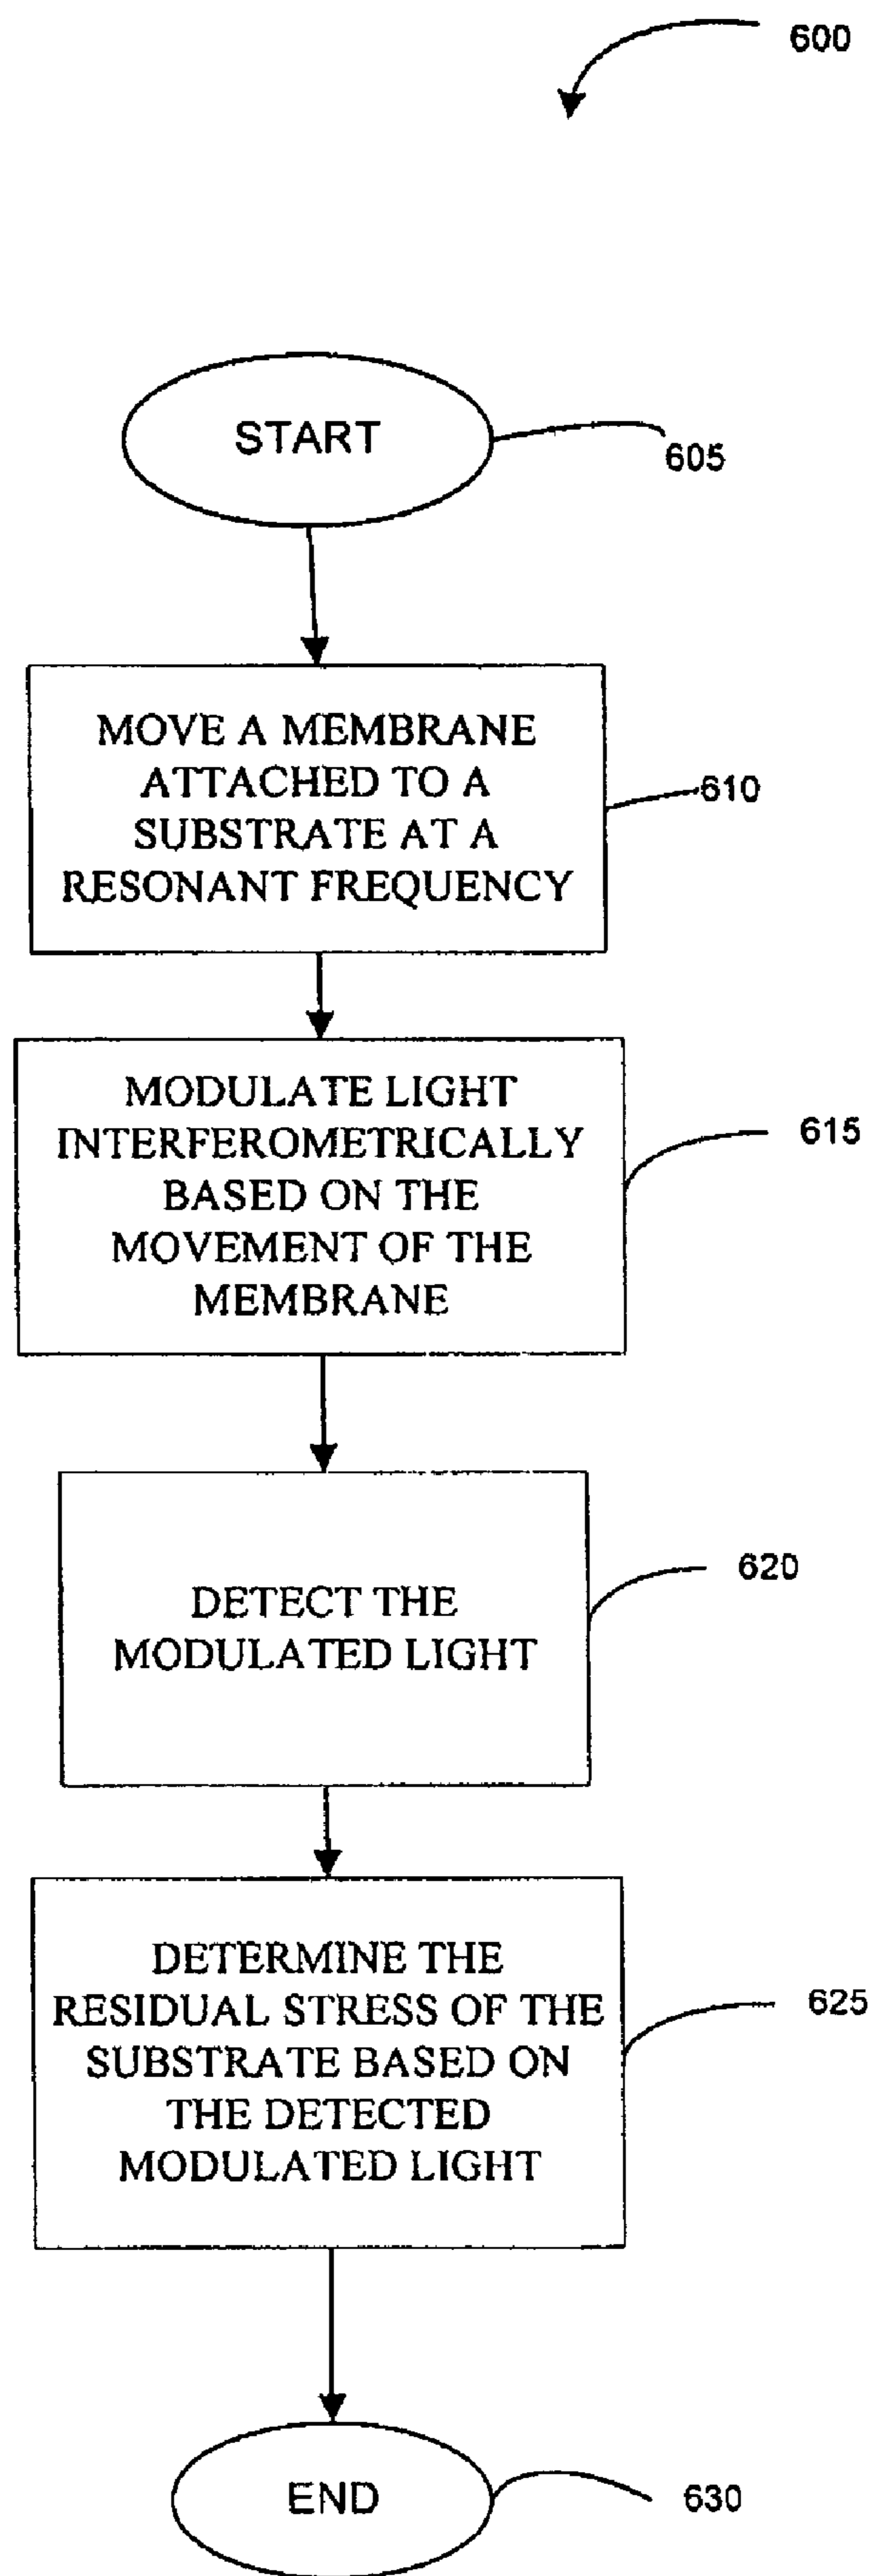 600
START
605
MOVE A MEMBRANE
ATTACHED TO A
SUBSTRATE AT A
RESONANT FREQUENCY
610
MODULATE LIGHT
INTERFEROMETRICALLY
BASED ON THE
MOVEMENT OF THE
MEMBRANE
615
DETECT THE
MODULATED LIGHT
620
DETERMINE THE
RESIDUAL STRESS OF THE
SUBSTRATE BASED ON
THE DETECTED
MODULATED LIGHT
625
END
630